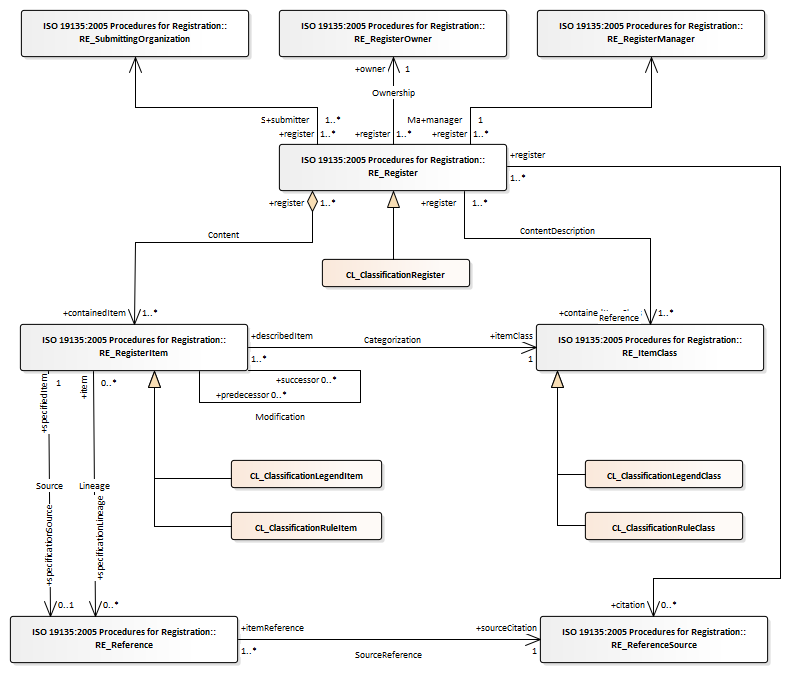 ISO 19135:2005 Procedures for Registration::
RE_SubmittingOrganization
ISO 19135:2005 Procedures for Registration::
RE_RegisterOwner
ISO 19135:2005 Procedures for Registration::
RE_RegisterManager
+owner 1
Ownership
S+submitter 1..*
Ma+manager 1
+register 1..*
+register 1..*
+register 1..*
ISO 19135:2005 Procedures for Registration::
RE_Register
+register
1..*
+register 1..*
+register 1..*
Content
ContentDescription
CL_ClassificationRegister
+containedItem 1..*
+containe
1..*
Reference
ISO 19135:2005 Procedures for Registration::
RE_RegisterItem
+describedItem
1..*
Categorization
+itemClass
1
ISO 19135:2005 Procedures for Registration::
RE_ItemClass
+specifiedItem
1
+item
0..*
+successor 0..*
+predecessor 0..*
Modification
CL_ClassificationLegendItem
CL_ClassificationRuleItem
CL_ClassificationLegendClass
CL_ClassificationRuleClass
Source
Lineage
+specificationSource
+specificationLineage
0..1
0..*
+citation 0..*
ISO 19135:2005 Procedures for Registration::
RE_Reference
+itemReference
1..*
SourceReference
+sourceCitation
1
ISO 19135:2005 Procedures for Registration::
RE_ReferenceSource